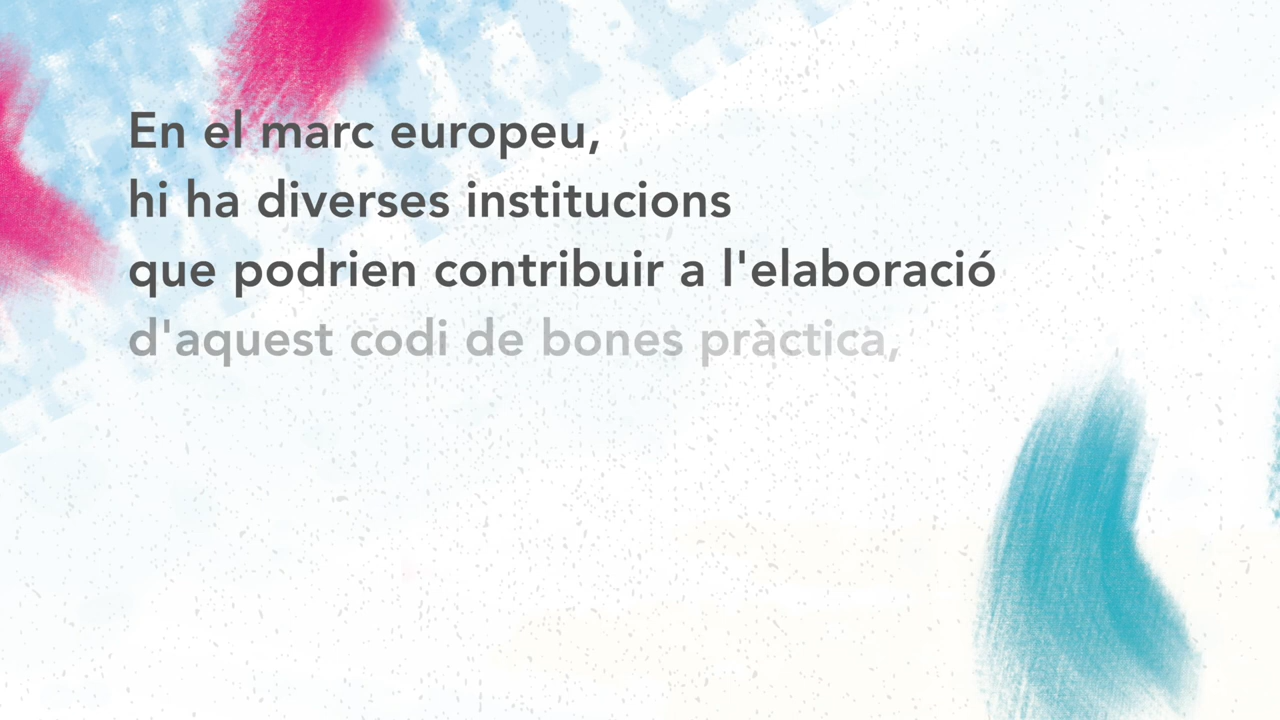 En el marc europeu,
hi ha diverses institucions
que podrien contribuir a l'elaboració
d'aquest codi de bones pràctica,